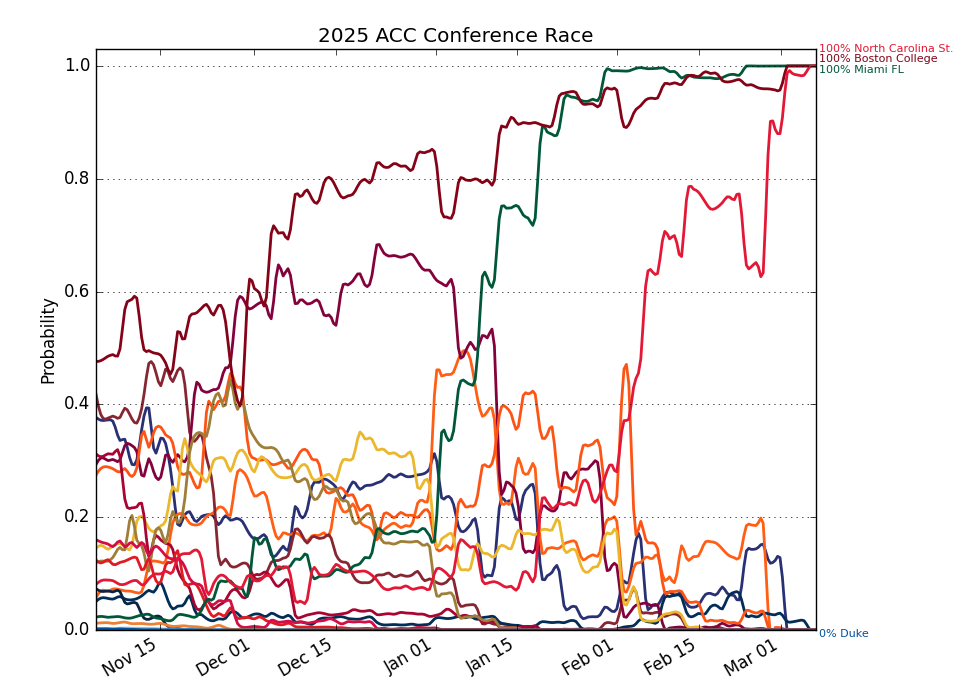 2025 ACC Conference Race
100% North Carolina St.
100% Boston College
100% Miami FL
1.0
0.8
0.6
0.4
0.2
0.0
Probability
0% Duke
Nov 15
Dec 01
Dec 15
Jan 01
Jan 15
Feb 01
Feb 15
Mar 01